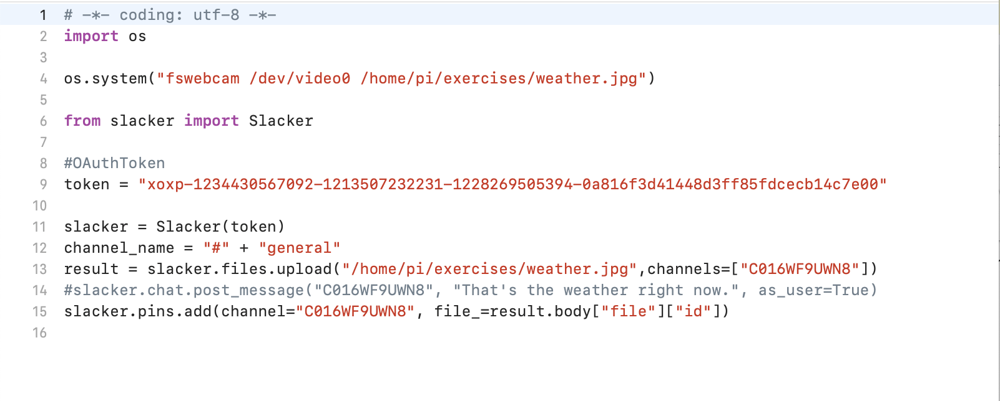 1 # -*- coding: utf-8 -*-
2 import os
3
4 os.system("fswebcam /dev/video0 /home/pi/exercises/weather.jpg")
5
6 from slacker import Slacker
7
8 #OAuthToken
9 token = "xoxp-1234430567092-1213507232231-1228269505394-0a816f3d41448d3ff85fdcecb14c7e00"
10
11 slacker = Slacker(token)
12 channel_name = "#" + "general"
13 result = slacker.files.upload("/home/pi/exercises/weather.jpg",channels=["C016WF9UWN8"])
14 #slacker.chat.post_message("C016WF9UWN8", "That's the weather right now.", as_user=True)
15 slacker.pins.add(channel="C016WF9UWN8", file_=result.body["file"]["id"])
16